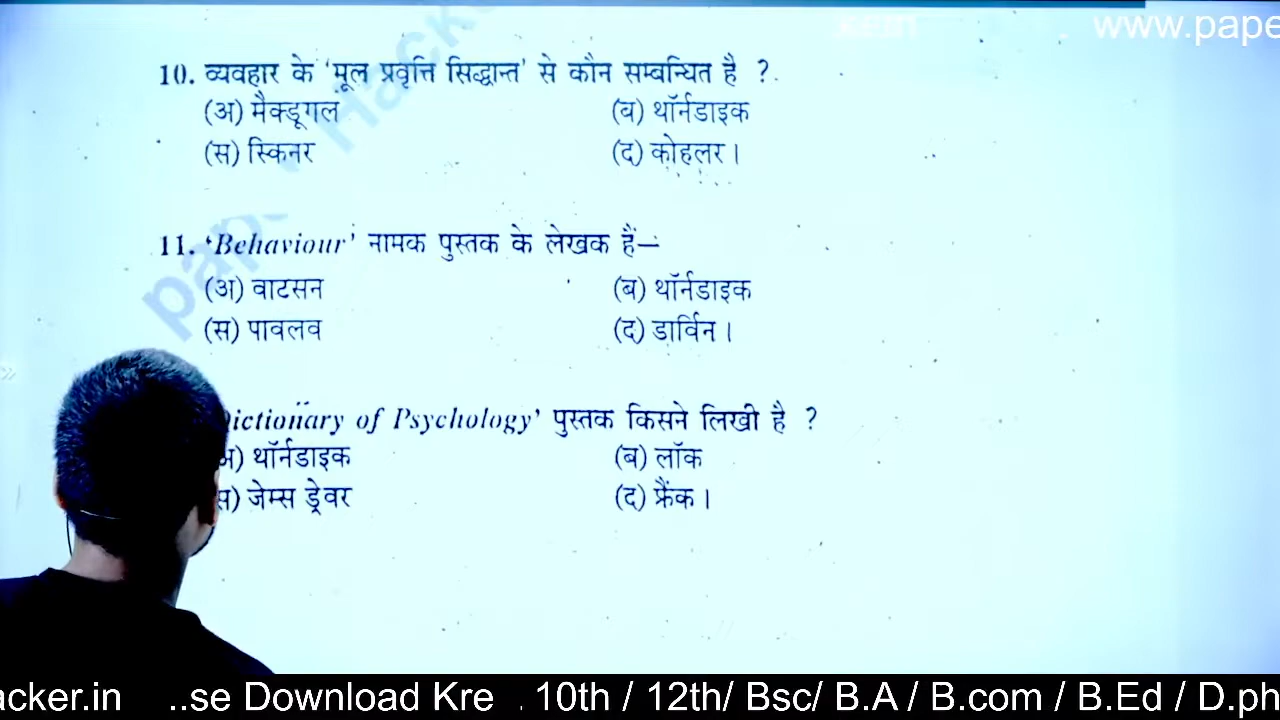 www.pape
10. व्यवहार के 'मूल प्रवृत्ति सिद्धान्त' से कौन सम्बन्धित है ?
(अ) मैक्डूगल (ब) थॉर्नडाइक
(स) स्किनर (द) कोहलर।
11. 'Behaviour' नामक पुस्तक के लेखक हैं—
(अ) वाटसन (ब) थॉर्नडाइक
(स) पावलव (द) डार्विन।
ictionary of Psychology' पुस्तक किसने लिखी है ?
अ) थॉर्नडाइक (ब) लॉक
स) जेम्स ड्रेवर (द) फ्रैंक।
pape Hacke
acker.in ..se Download Kre . 10th / 12th/ Bsc/ B.A / B.com / B.Ed / D.ph